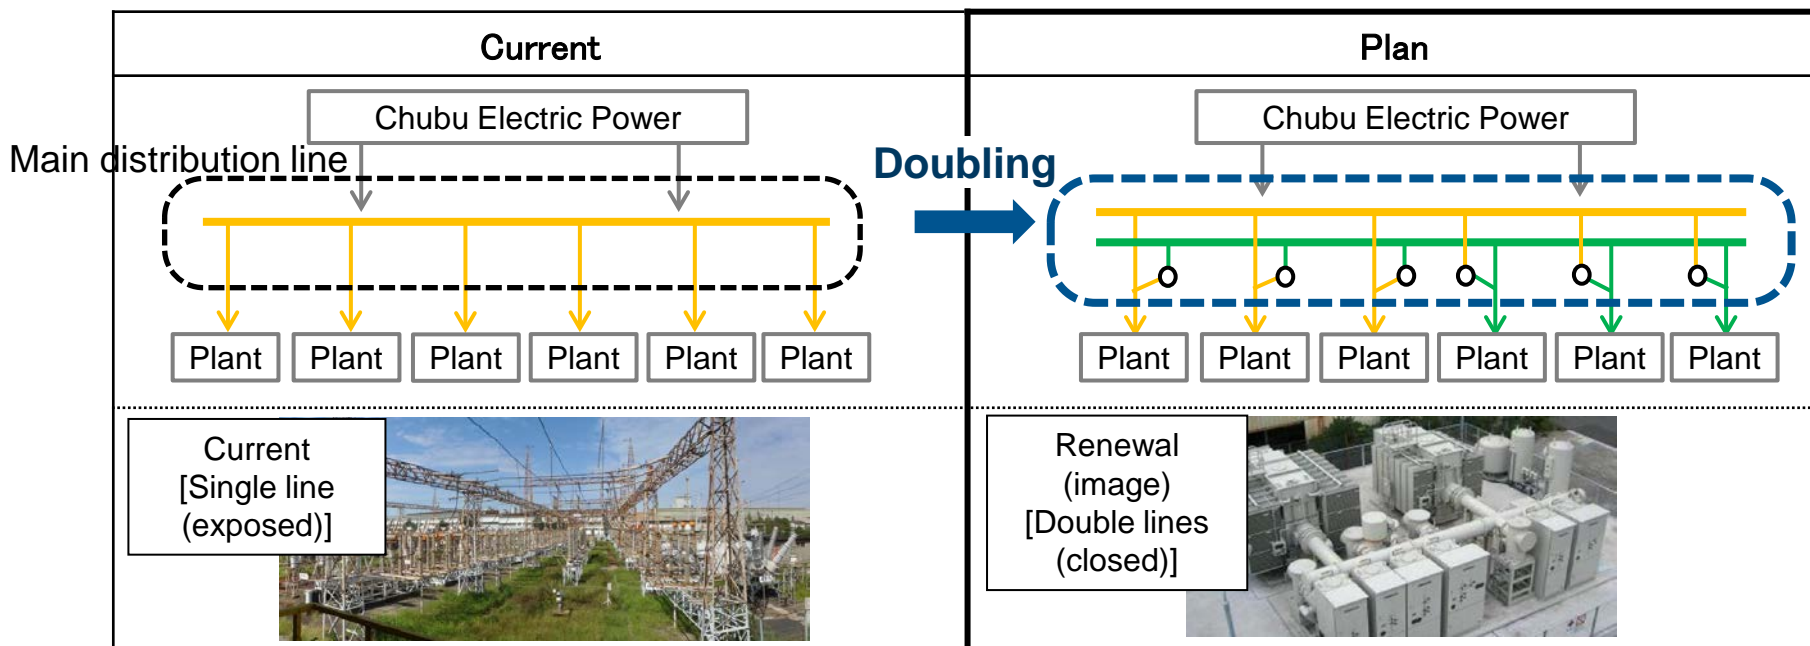 Current
Plan
Chubu Electric Power
Chubu Electric Power
Main distribution line
Doubling
Plant
Plant
Plant
Plant
Plant
Plant
Plant
Plant
Plant
Plant
Plant
Plant
Current
[Single line
(exposed)]
Renewal
(image)
[Double lines
(closed)]